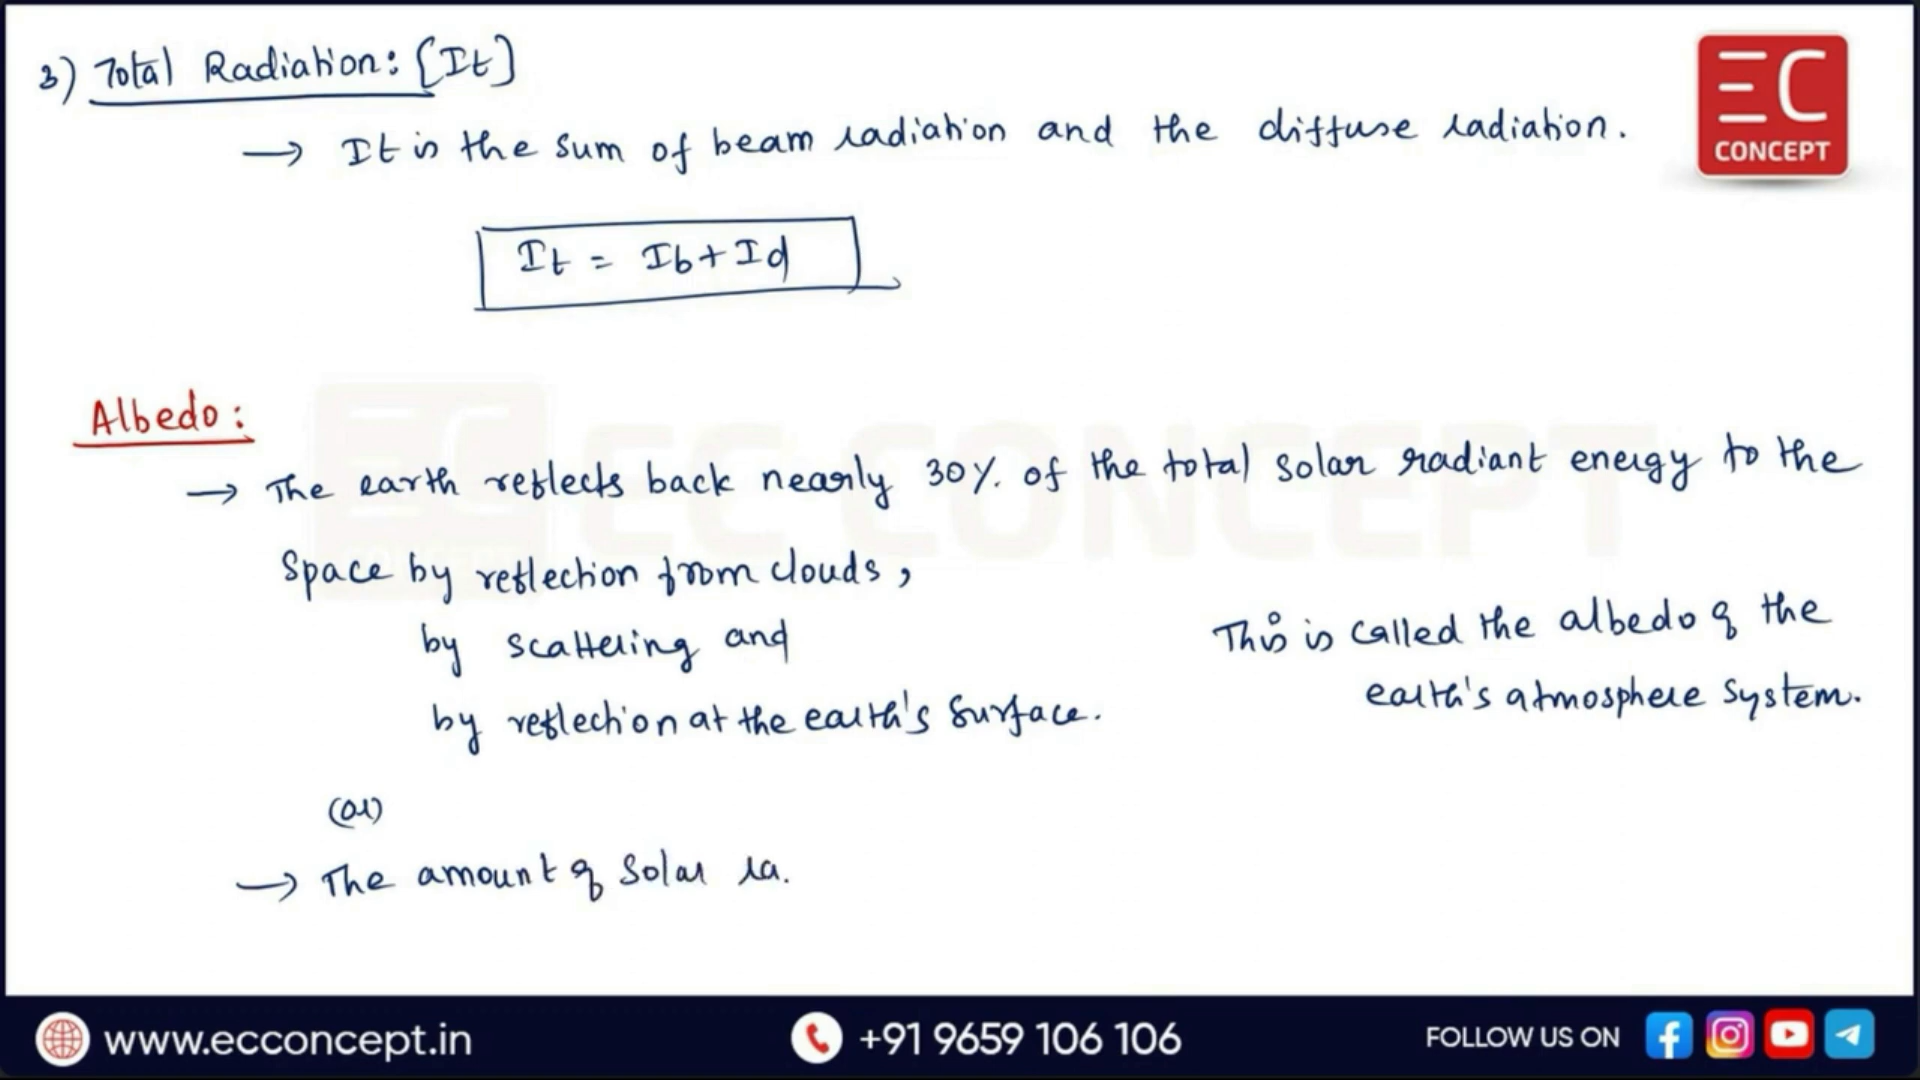 3) Total Radiation: [It]
→ It is the sum of beam radiation and the diffuse radiation.
It = Ib + Id
Albedo:
→ The earth reflects back nearly 30% of the total solar radiant energy to the
Space by reflection from clouds,
by scattering and
by reflection at the earth's surface.
This is called the albedo of the
earth's atmosphere system.
(or)
→ The amount of Solar ra.
EC CONCEPT
EC CONCEPT
www.ecconcept.in
+91 9659 106 106
FOLLOW US ON